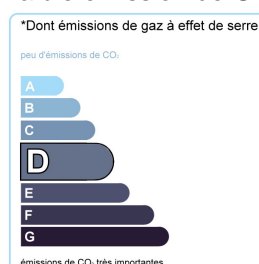 *Dont émissions de gaz à effet de serre
peu d'émissions de CO₂
A
B
C
D
E
F
G
émissions de CO₂ très importantes